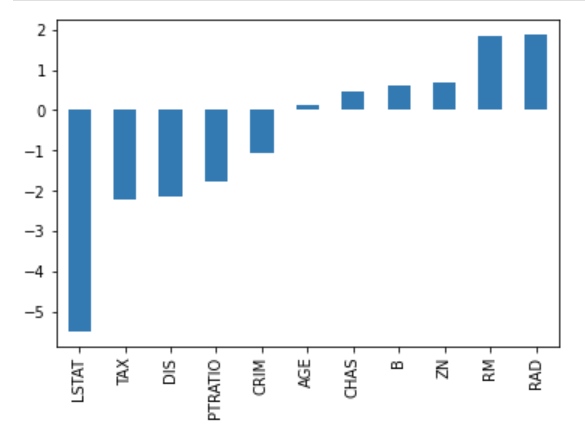 2
1
0
−1
−2
−3
−4
−5
LSTAT
TAX
DIS
PTRATIO
CRIM
AGE
CHAS
B
ZN
RM
RAD